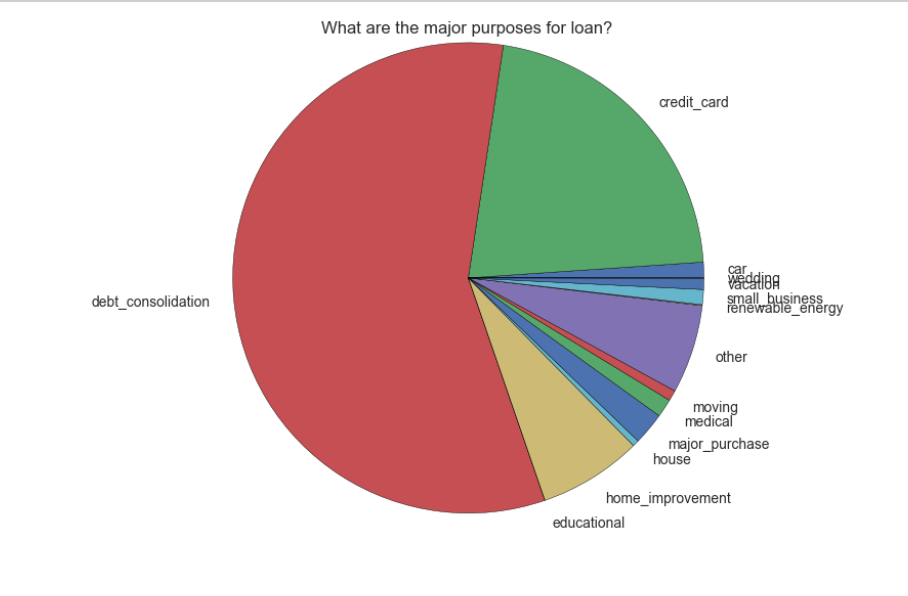 What are the major purposes for loan?
credit_card
car
wedding
vacation
small_business
renewable_energy
debt_consolidation
other
moving
medical
major_purchase
house
home_improvement
educational